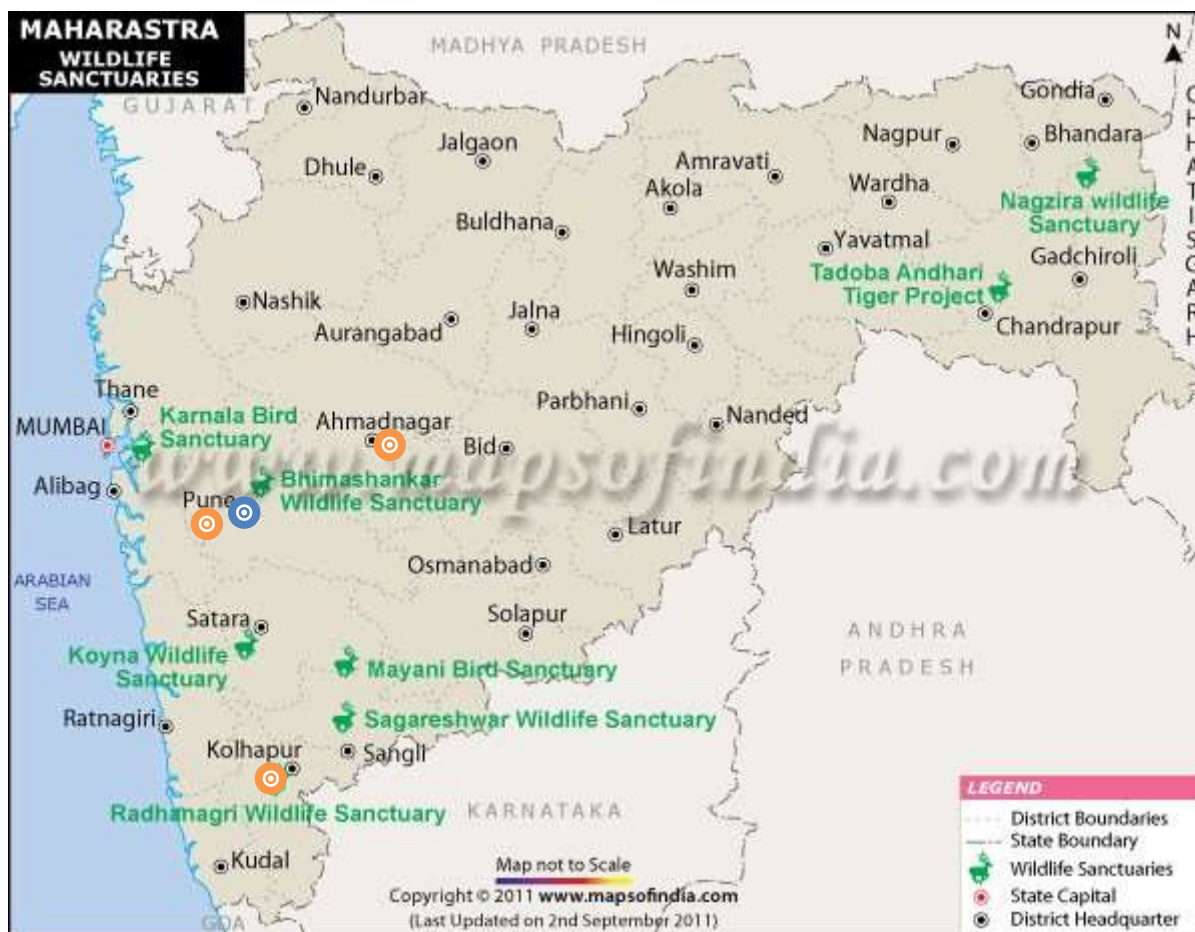 MAHARASTRA
WILDLIFE
SANCTUARIES
MADHYA PRADESH
N
GUJARAT
Nandurbar
Gondia
Jalgaon
Nagpur
Bhandara
Dhule
Amravati
Akola
Wardha
Nagzira wildlife
Sanctuary
Buldhana
Yavatmal
Washim
Gadchiroli
Tadoba Andhari
Tiger Project
Nashik
Jalna
Aurangabad
Hingoli
Chandrapur
CHHATISGARH
Thane
Karnala Bird
Sanctuary
MUMBAI
Ahmadnagar
Parbhani
Nanded
Bid
www.mapsofindia.com
Alibag
Bhimashankar
Wildlife Sanctuary
Pune
Latur
Osmanabad
ARABIAN
SEA
Satara
Solapur
ANDHRA
PRADESH
Koyna Wildlife
Sanctuary
Mayani Bird Sanctuary
Ratnagiri
Sagareshwar Wildlife Sanctuary
Kolhapur
Sangli
Radhanagri Wildlife Sanctuary
KARNATAKA
Kudal
GOA
Map not to Scale
Copyright © 2011 www.mapsofindia.com
(Last Updated on 2nd September 2011)
LEGEND
District Boundaries
State Boundary
Wildlife Sanctuaries
State Capital
District Headquarter